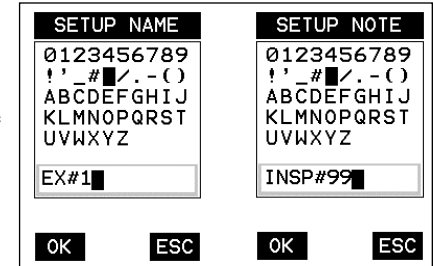 SETUP NAME
0123456789
!'_#█/.-()
ABCDEFGHIJ
KLMNOPQRST
UVWXYZ
EX#1
OK ESC
SETUP NOTE
0123456789
!'_#█/.-()
ABCDEFGHIJ
KLMNOPQRST
UVWXYZ
INSP#99
OK ESC